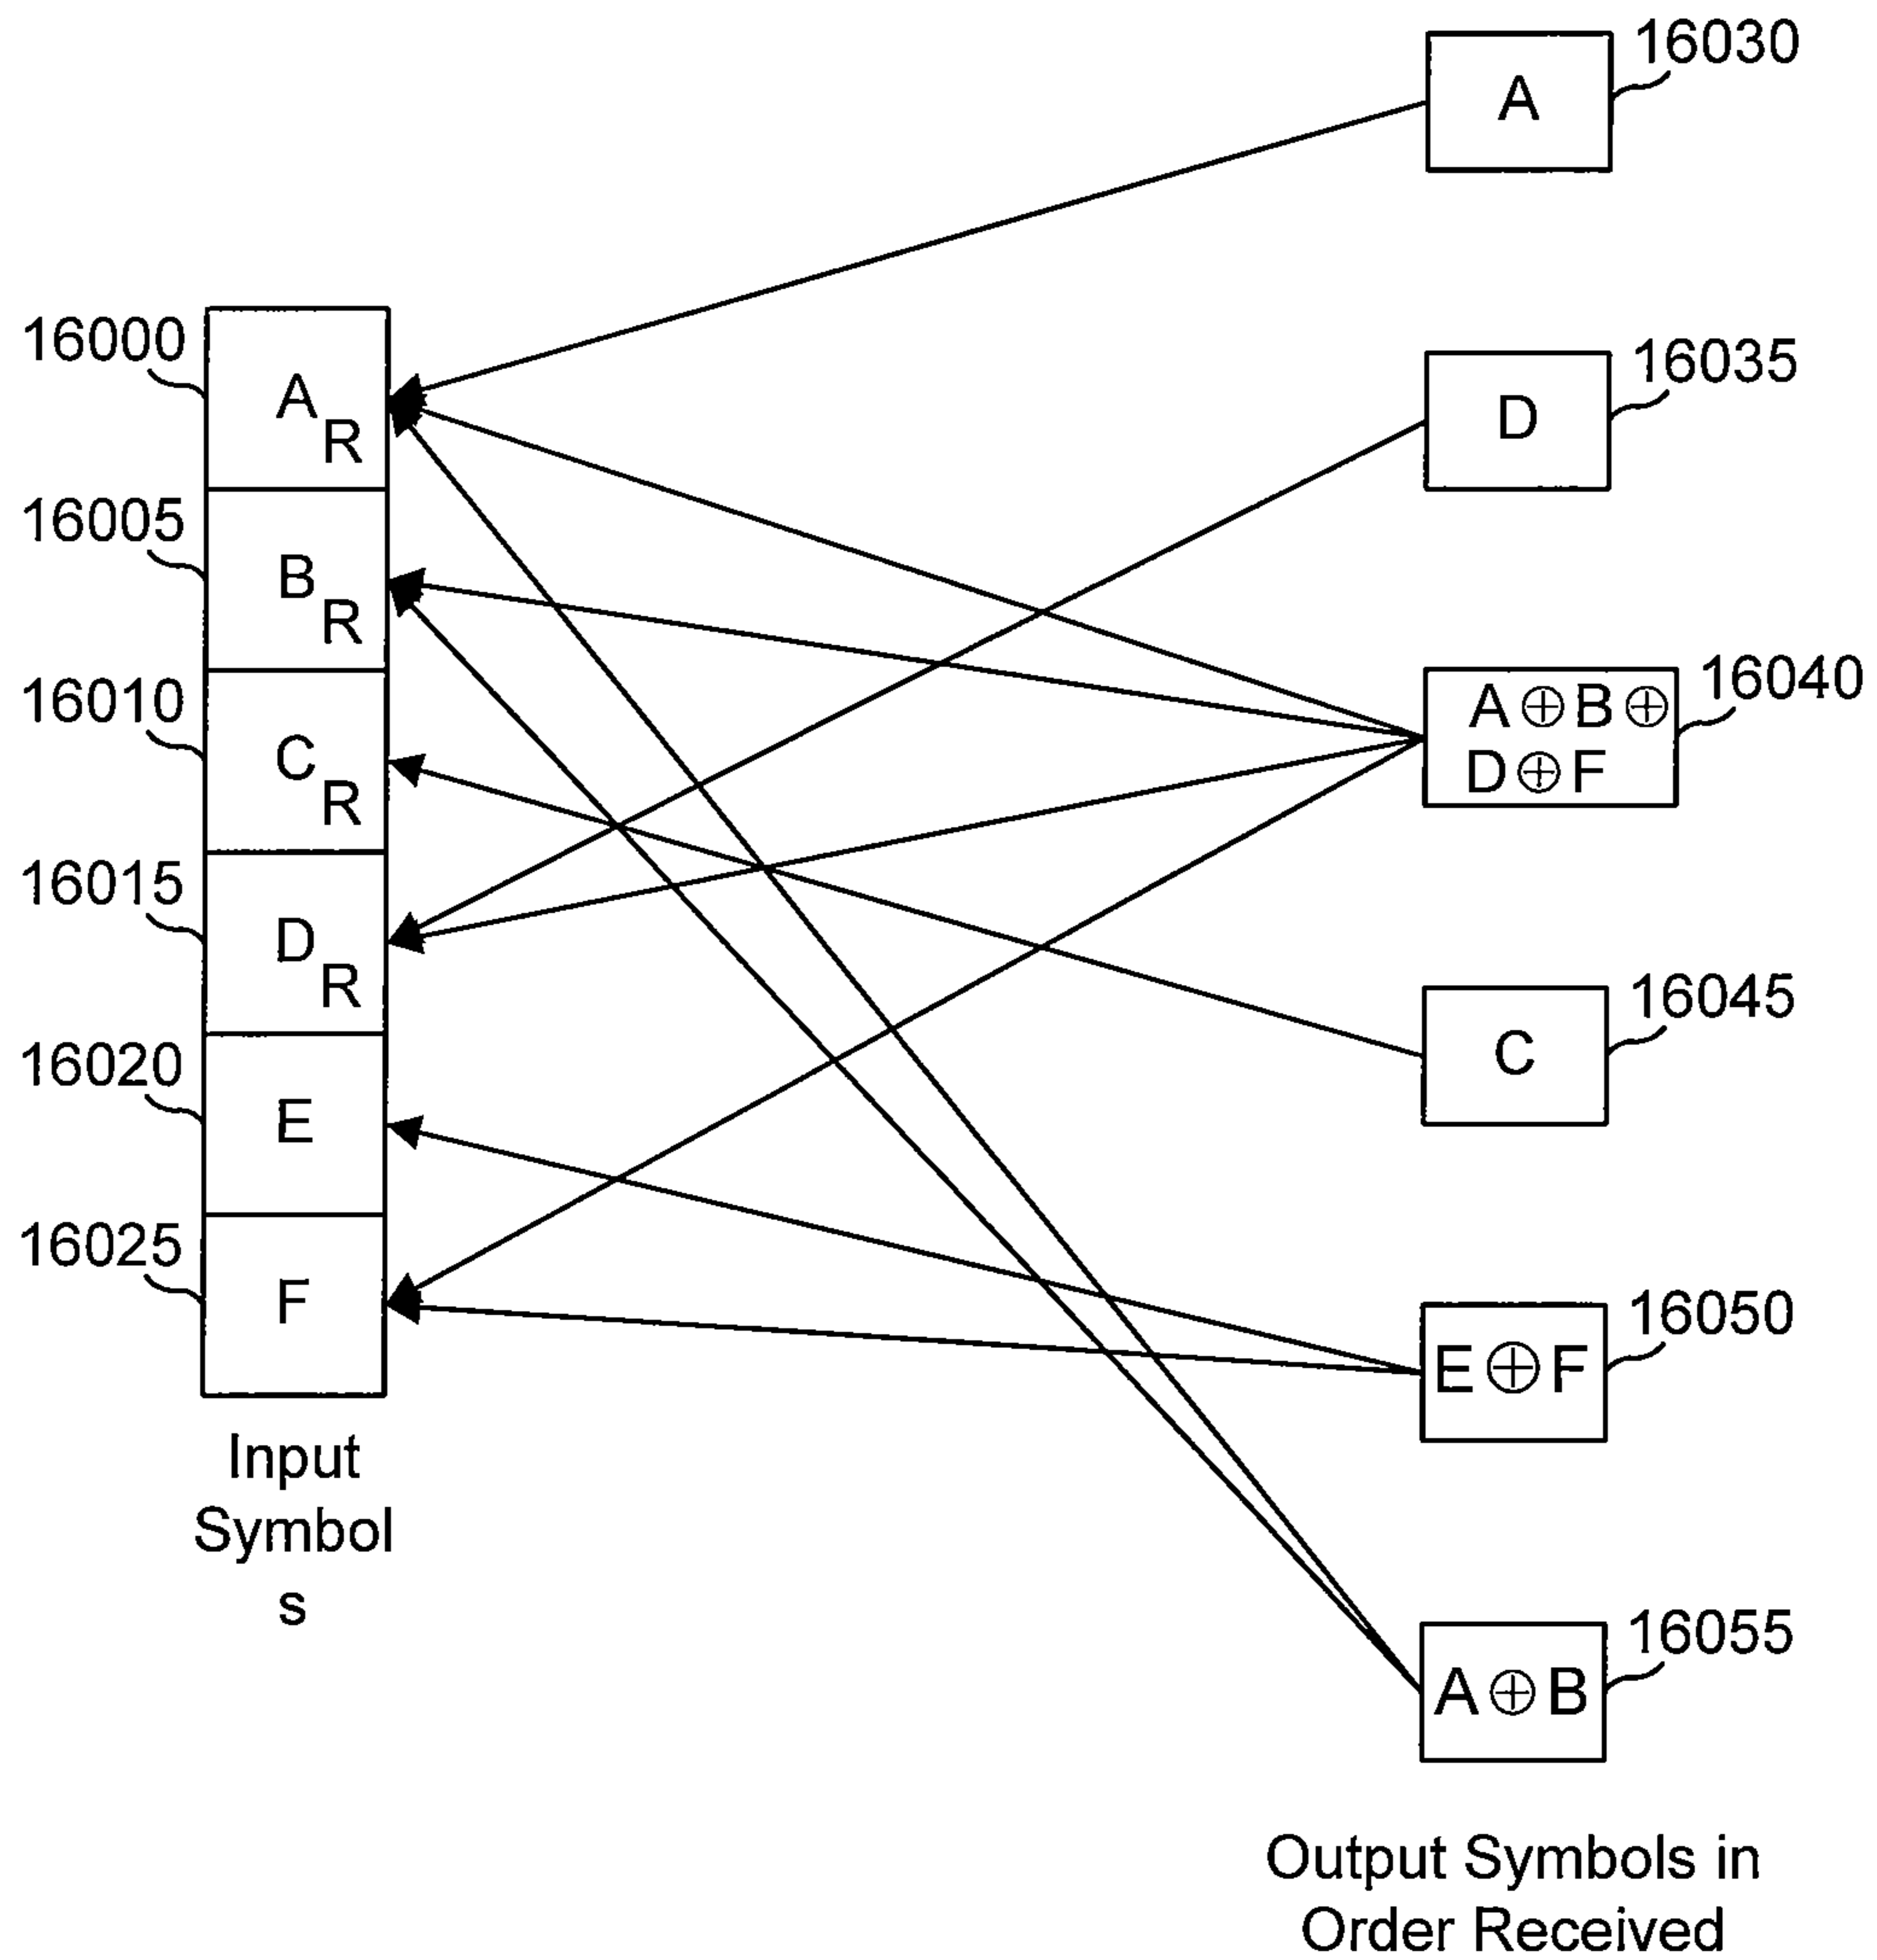 16030
A
16000
A
R
16035
D
16005
B
R
16040
A ⊕ B ⊕
D ⊕ F
16010
C
R
16015
D
R
16045
C
16020
E
16025
F
16050
E ⊕ F
Input
Symbol
s
16055
A ⊕ B
Output Symbols in
Order Received